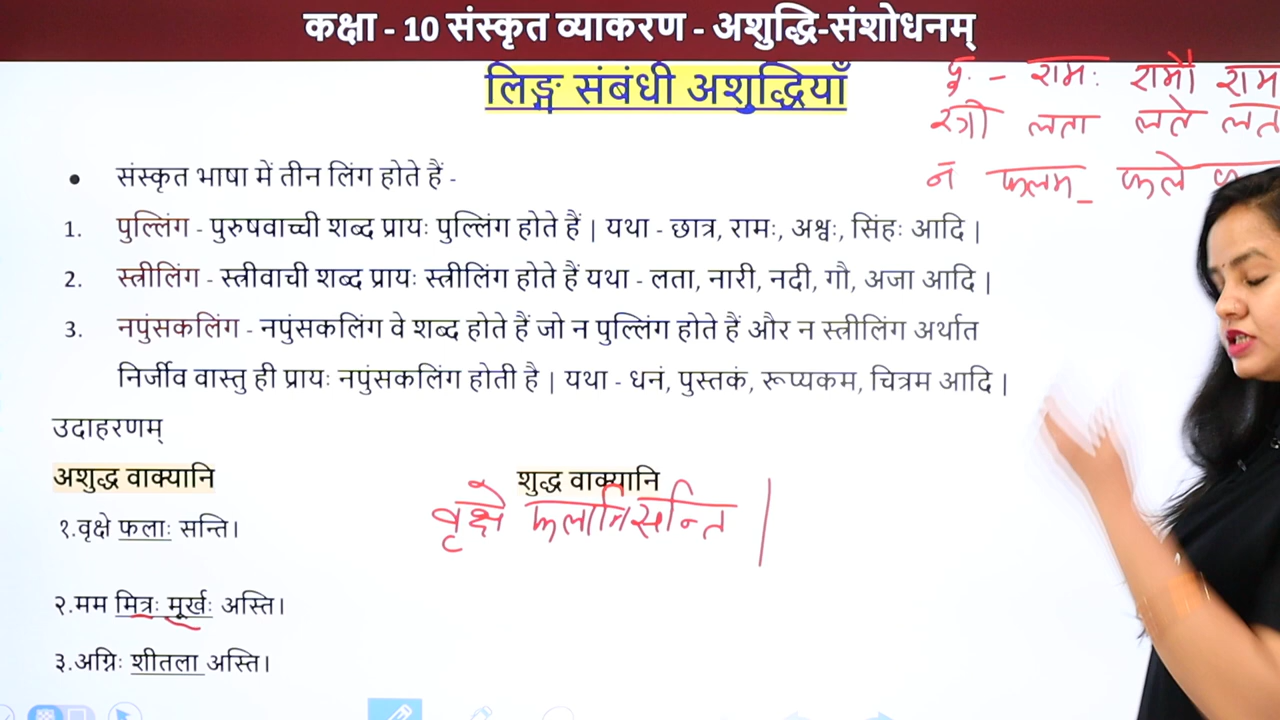 कक्षा - 10 संस्कृत व्याकरण - अशुद्धि-संशोधनम्
लिङ्ग संबंधी अशुद्धियाँ
पु. - रामः रामौ राम
स्त्री लता लते लत
न फलम् फले
• संस्कृत भाषा में तीन लिंग होते हैं -
1. पुल्लिंग - पुरुषवाच्ची शब्द प्रायः पुल्लिंग होते हैं | यथा - छात्र, रामः, अश्वः, सिंहः आदि |
2. स्त्रीलिंग - स्त्रीवाची शब्द प्रायः स्त्रीलिंग होते हैं यथा - लता, नारी, नदी, गौ, अजा आदि |
3. नपुंसकलिंग - नपुंसकलिंग वे शब्द होते हैं जो न पुल्लिंग होते हैं और न स्त्रीलिंग अर्थात
निर्जीव वास्तु ही प्रायः नपुंसकलिंग होती है | यथा - धनं, पुस्तकं, रूप्यकम, चित्रम आदि |
उदाहरणम्
अशुद्ध वाक्यानि शुद्ध वाक्यानि
१.वृक्षे फलाः सन्ति। वृक्षे फलानि सन्ति |
२.मम मित्रः मूर्खः अस्ति।
३.अग्निः शीतला अस्ति।